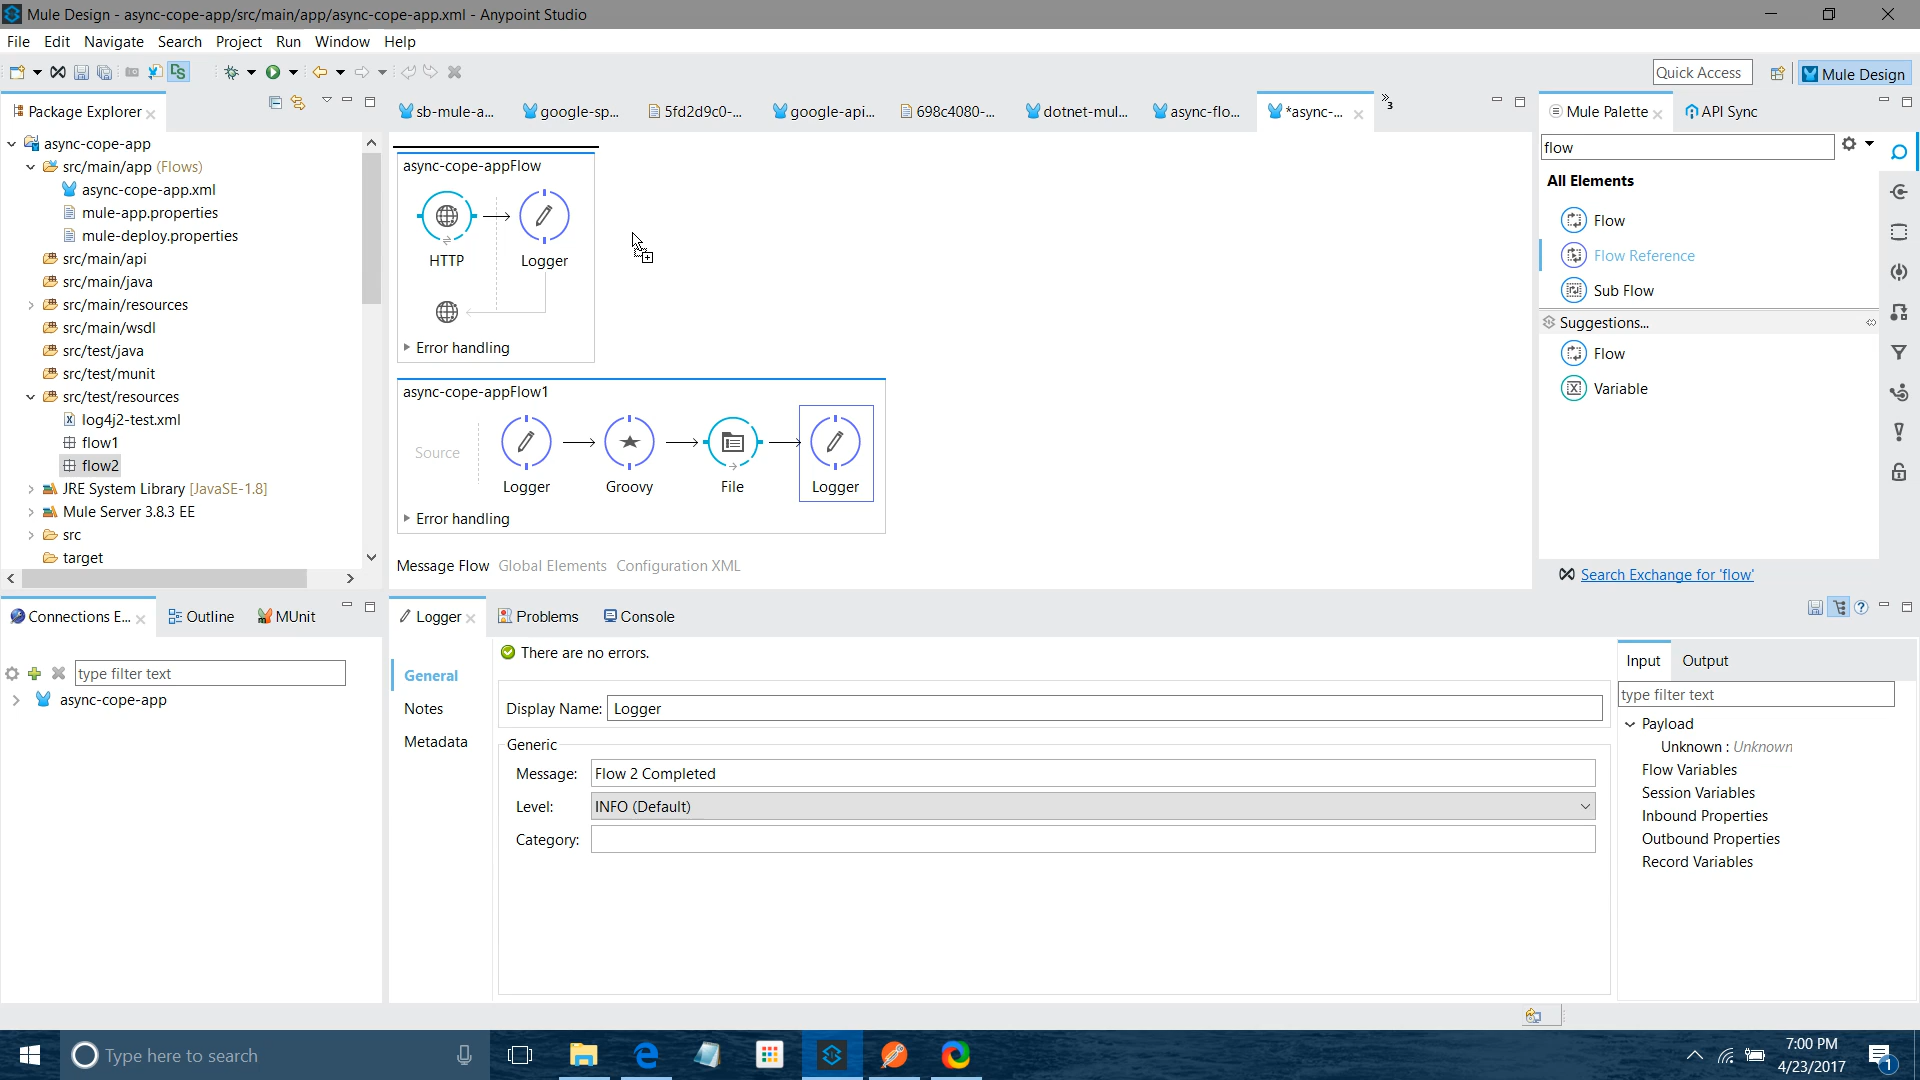 Mule Design - async-cope-app/src/main/app/async-cope-app.xml - Anypoint Studio
File Edit Navigate Search Project Run Window Help
Quick Access
Mule Design
Package Explorer
async-cope-app
src/main/app (Flows)
async-cope-app.xml
mule-app.properties
mule-deploy.properties
src/main/api
src/main/java
src/main/resources
src/main/wsdl
src/test/java
src/test/munit
src/test/resources
log4j2-test.xml
flow1
flow2
JRE System Library [JavaSE-1.8]
Mule Server 3.8.3 EE
src
target
sb-mule-a... google-sp... 5fd2d9c0-... google-api... 698c4080-... dotnet-mul... async-flo... *async-... »3
async-cope-appFlow
HTTP Logger
Error handling
async-cope-appFlow1
Source
Logger Groovy File Logger
Error handling
Message Flow Global Elements Configuration XML
Mule Palette API Sync
flow
All Elements
Flow
Flow Reference
Sub Flow
Suggestions...
Flow
Variable
Search Exchange for 'flow'
Connections E... Outline MUnit
type filter text
async-cope-app
Logger Problems Console
There are no errors.
General
Notes
Metadata
Display Name: Logger
Generic
Message: Flow 2 Completed
Level: INFO (Default)
Category:
Input Output
type filter text
Payload
Unknown : Unknown
Flow Variables
Session Variables
Inbound Properties
Outbound Properties
Record Variables
Type here to search
7:00 PM
4/23/2017
1